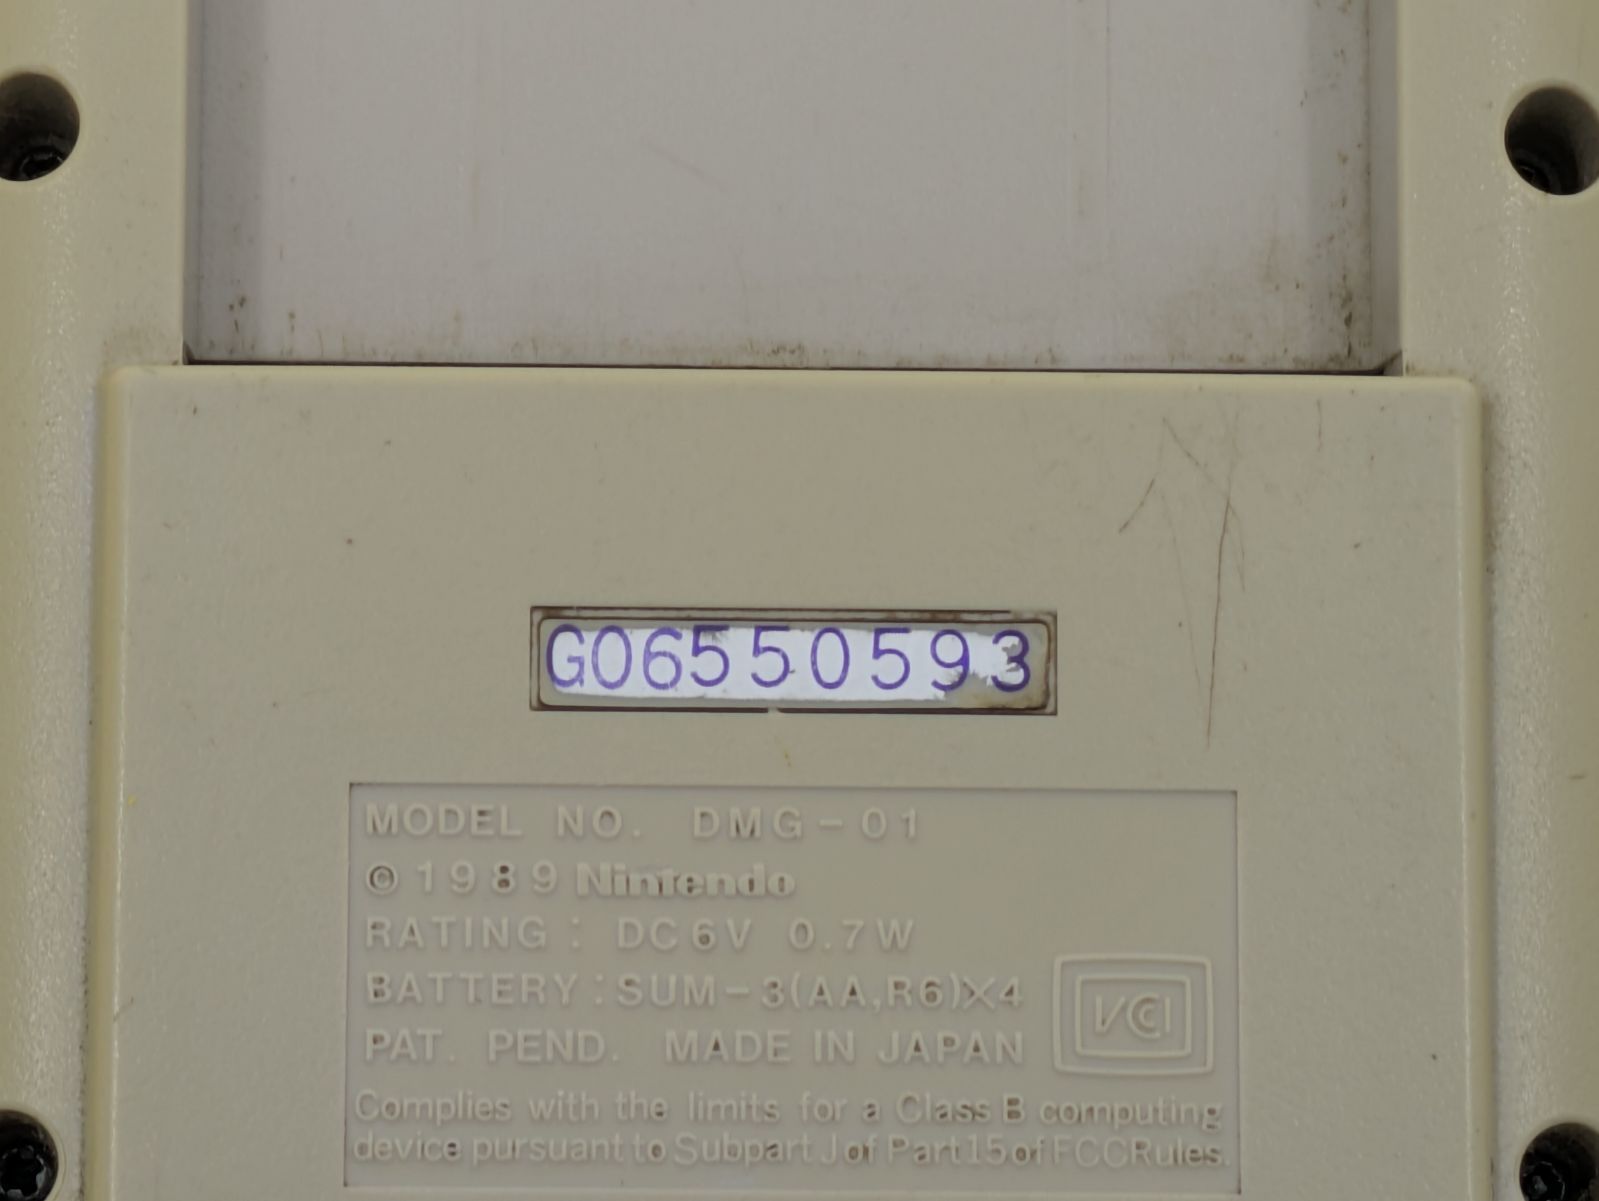 G06550593
MODEL NO. DMG-01
©1989 Nintendo
RATING: DC6V 0.7W
BATTERY:SUM-3(AA,R6)X4
PAT. PEND. MADE IN JAPAN
VCCI
Complies with the limits for a Class B computing
device pursuant to Subpart J of Part 15 of FCC Rules.